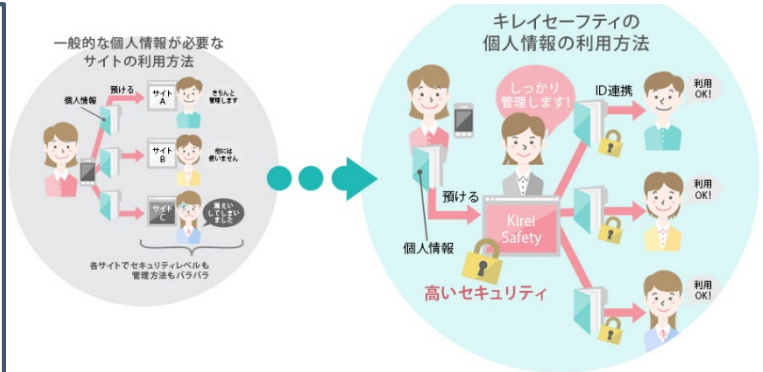 一般的な個人情報が必要な
サイトの利用方法
個人情報
預ける
サイト
A
きちんと
管理します
サイト
B
他には
使いません
サイト
C
漏えい
してしまい
ました
各サイトでセキュリティレベルも
管理方法もバラバラ
キレイセーフティの
個人情報の利用方法
しっかり
管理します!
ID連携
利用
OK!
預ける
Kirei
Safety
個人情報
高いセキュリティ
利用
OK!
利用
OK!